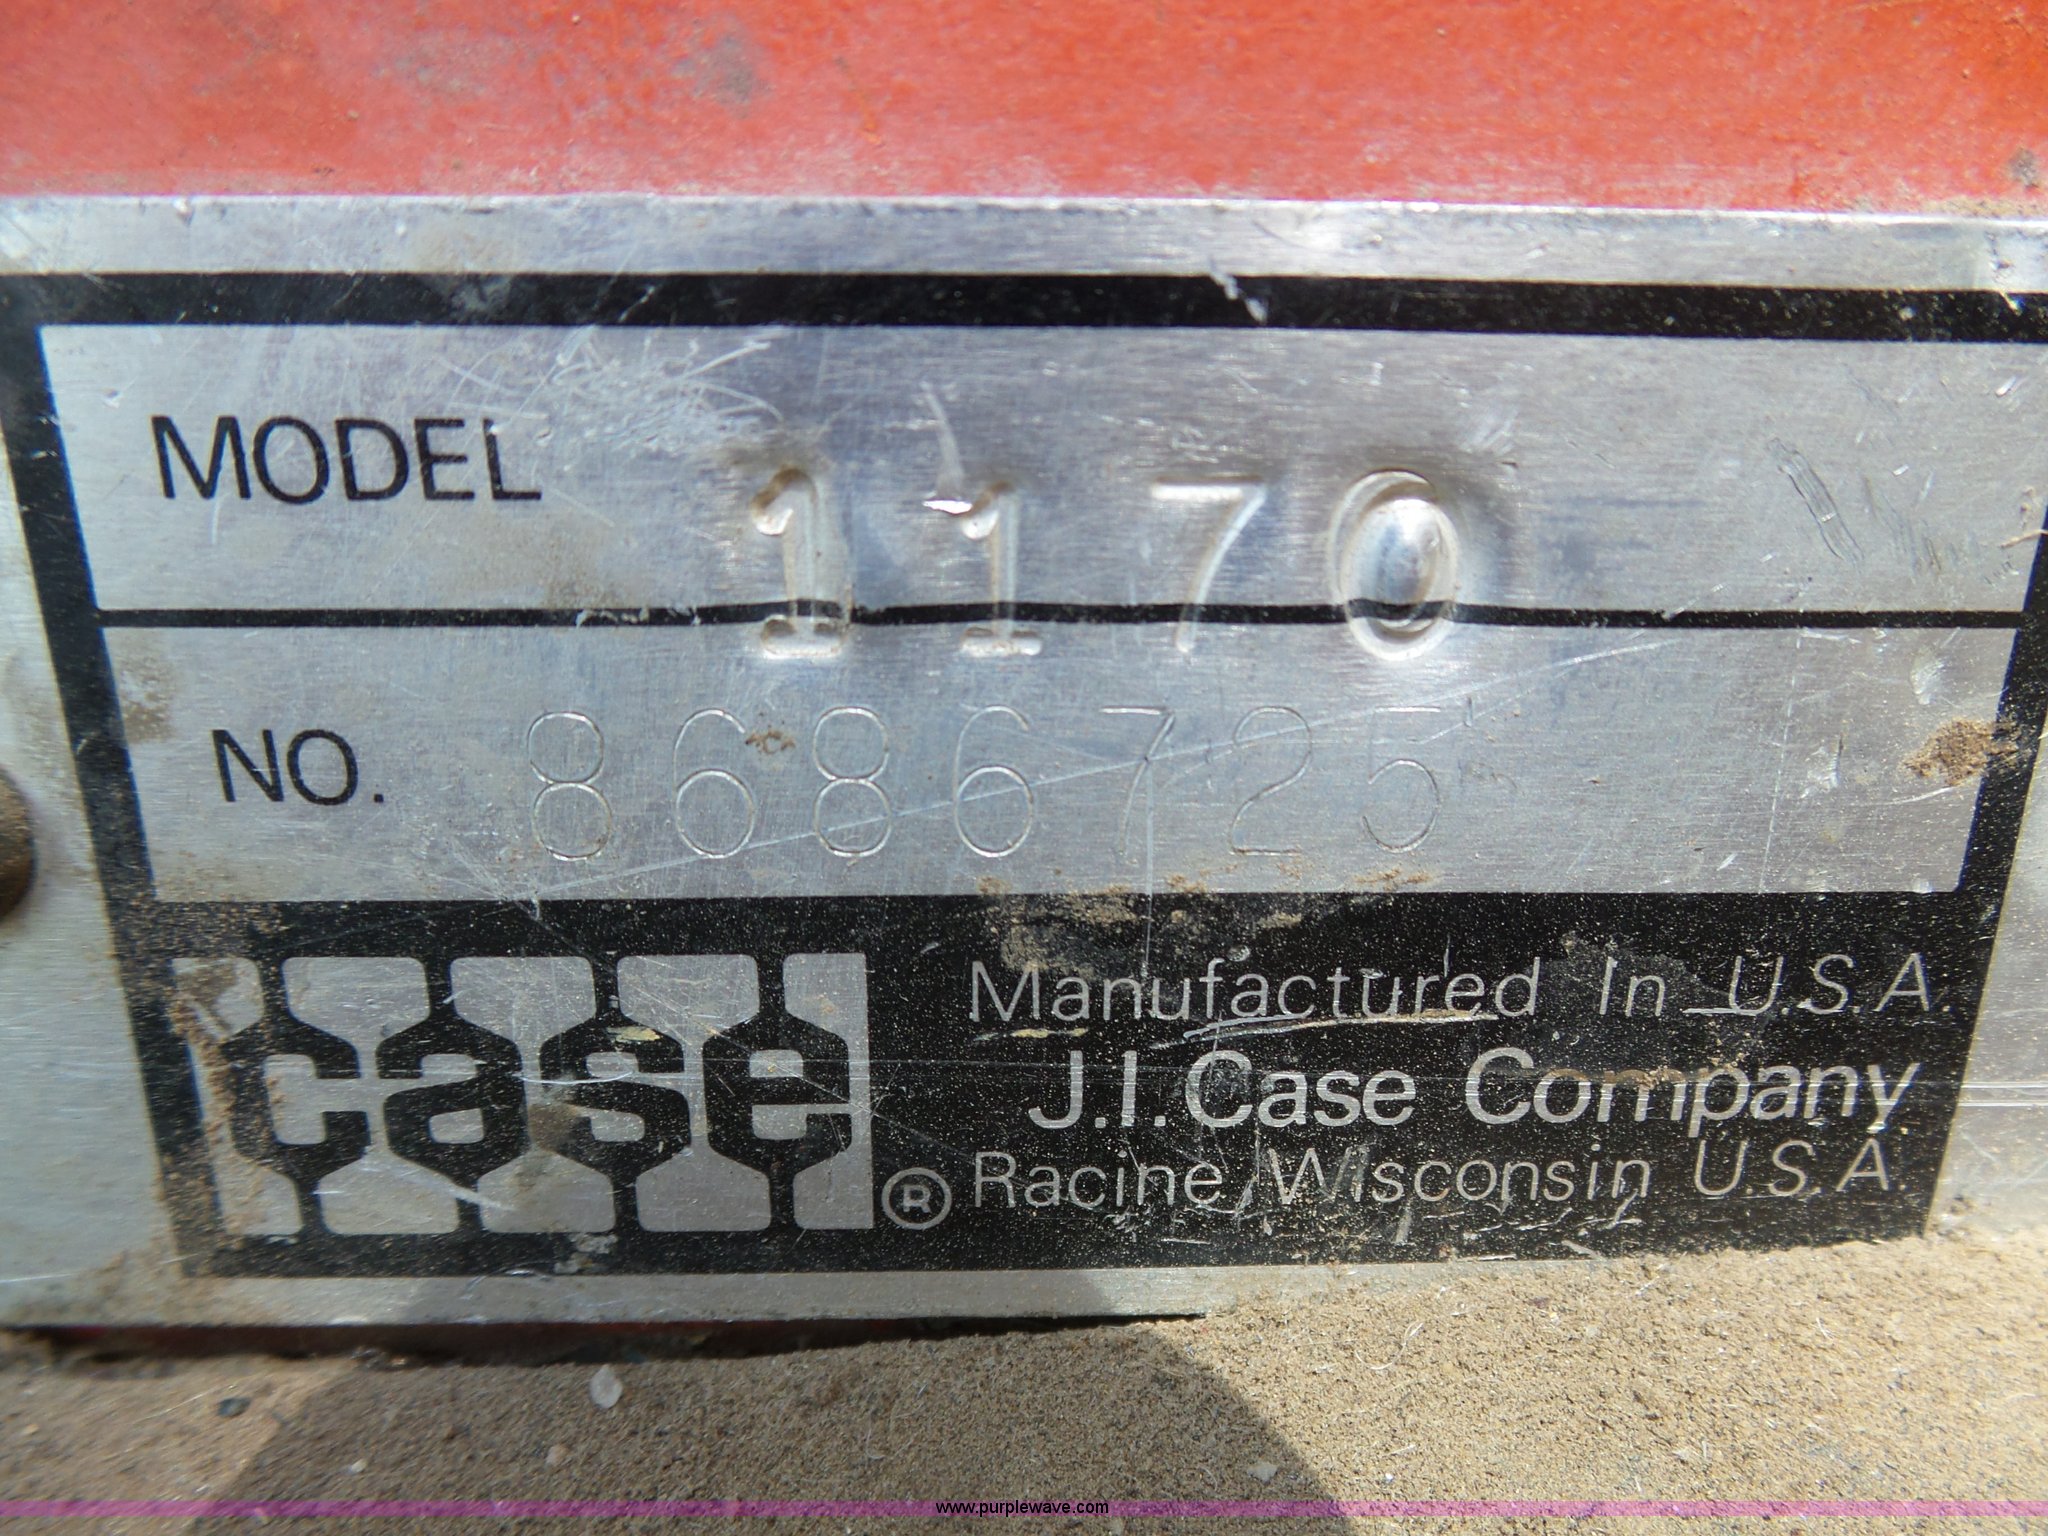 MODEL 1170
NO. 8686725
case ®
Manufactured In U.S.A.
J.I. Case Company
Racine, Wisconsin U.S.A.
www.purplewave.com